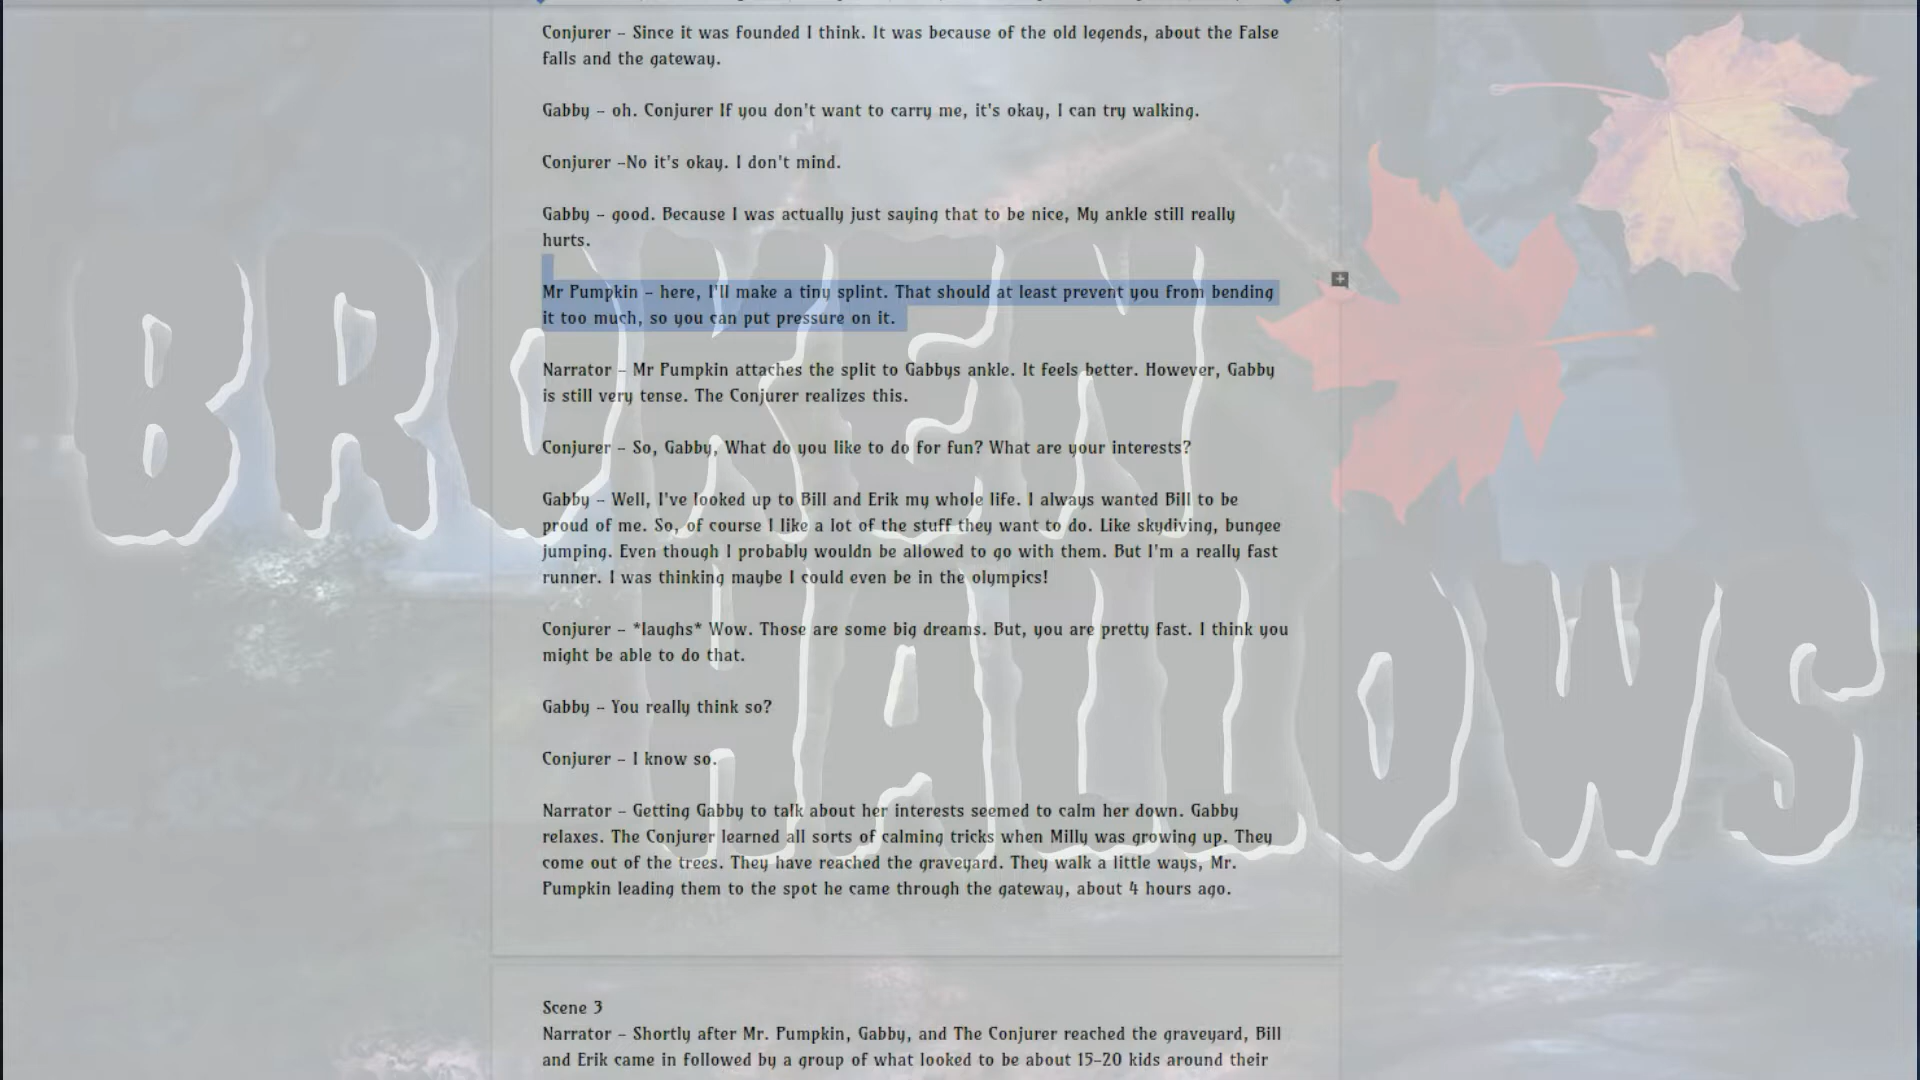 Conjurer – Since it was founded I think. It was because of the old legends, about the False
falls and the gateway.
Gabby – oh. Conjurer If you don't want to carry me, it's okay, I can try walking.
Conjurer –No it's okay. I don't mind.
Gabby – good. Because I was actually just saying that to be nice, My ankle still really
hurts.
Mr Pumpkin – here, I'll make a tiny splint. That should at least prevent you from bending
it too much, so you can put pressure on it.
Narrator – Mr Pumpkin attaches the split to Gabbys ankle. It feels better. However, Gabby
is still very tense. The Conjurer realizes this.
Conjurer – So, Gabby, What do you like to do for fun? What are your interests?
Gabby – Well, I've looked up to Bill and Erik my whole life. I always wanted Bill to be
proud of me. So, of course I like a lot of the stuff they want to do. Like skydiving, bungee
jumping. Even though I probably wouldn be allowed to go with them. But I'm a really fast
runner. I was thinking maybe I could even be in the olympics!
Conjurer – *laughs* Wow. Those are some big dreams. But, you are pretty fast. I think you
might be able to do that.
Gabby – You really think so?
Conjurer – I know so.
Narrator – Getting Gabby to talk about her interests seemed to calm her down. Gabby
relaxes. The Conjurer learned all sorts of calming tricks when Milly was growing up. They
come out of the trees. They have reached the graveyard. They walk a little ways, Mr.
Pumpkin leading them to the spot he came through the gateway, about 4 hours ago.
Scene 3
Narrator – Shortly after Mr. Pumpkin, Gabby, and The Conjurer reached the graveyard, Bill
and Erik came in followed by a group of what looked to be about 15–20 kids around their
BROKEN
HALLOWS